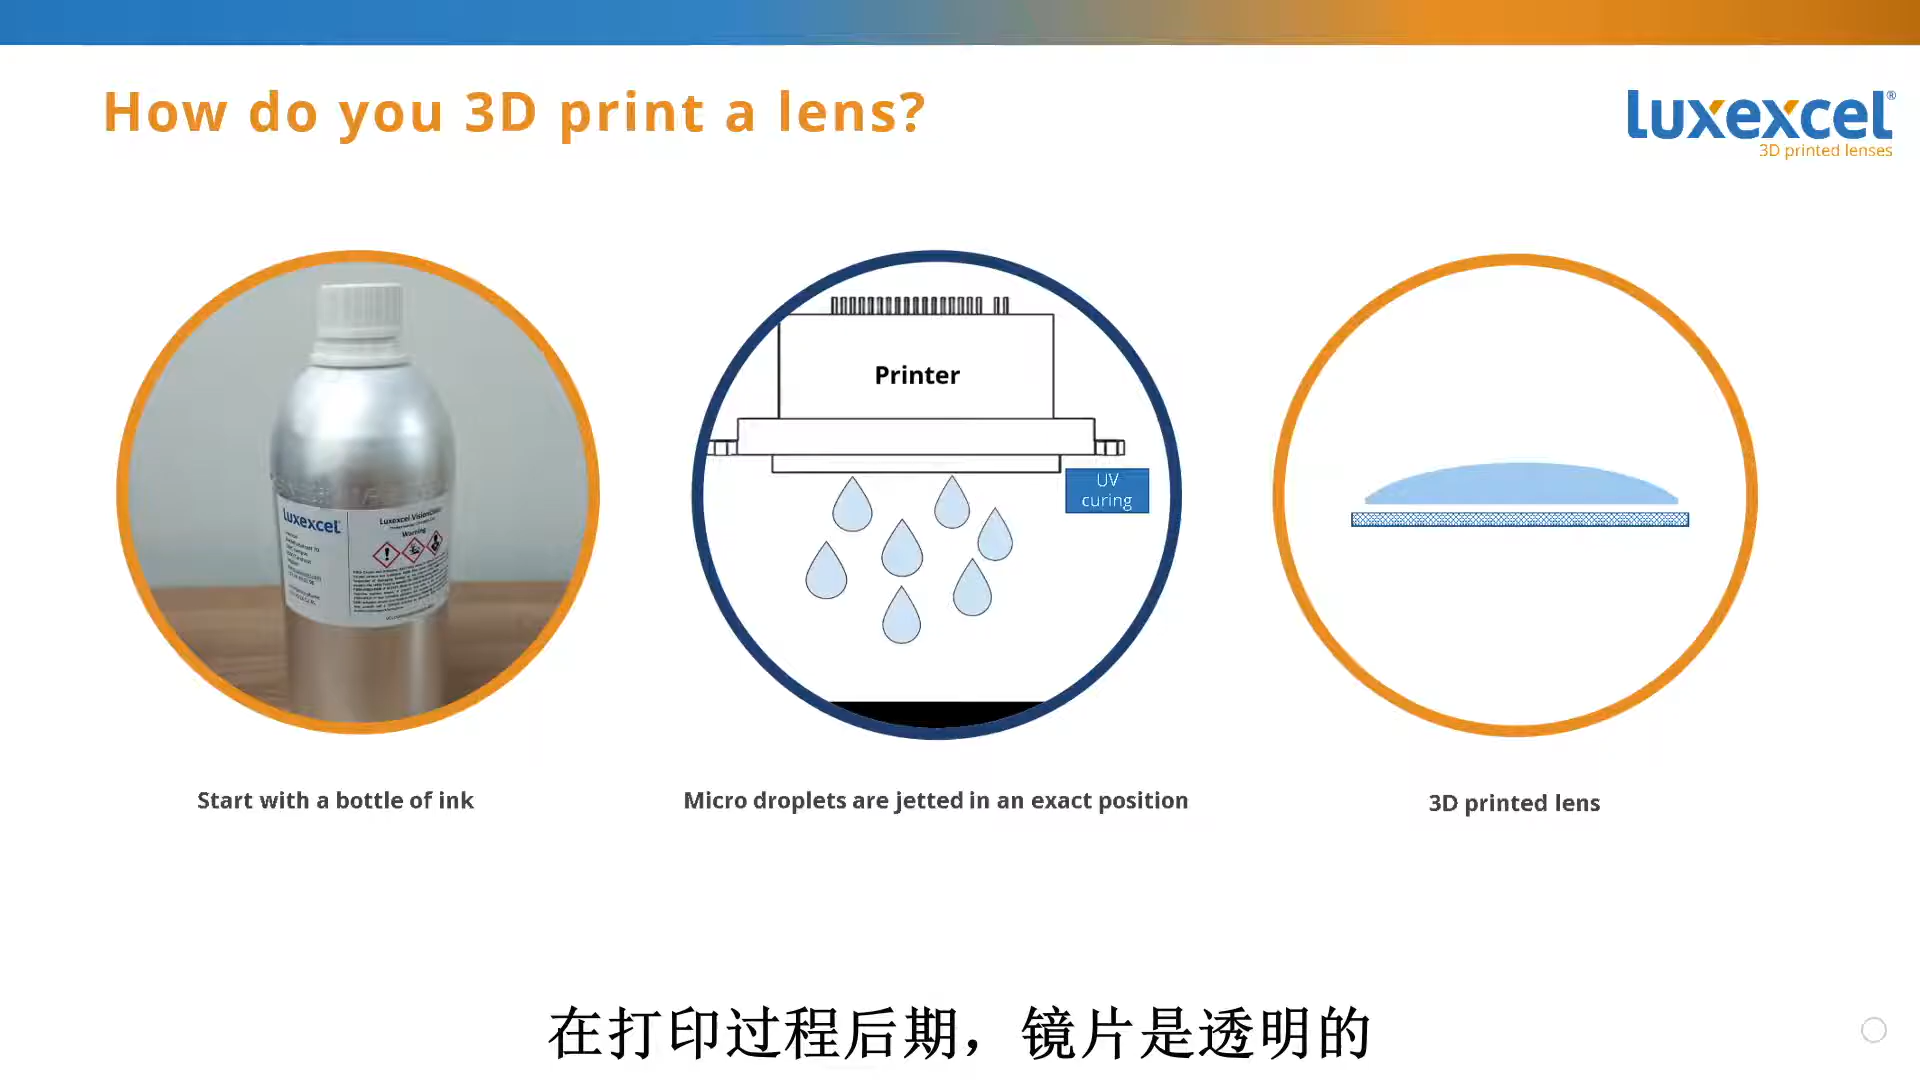 How do you 3D print a lens?
luxexcel®
3D printed lenses
Printer
UV
curing
luxexcel
Luxexcel
Warning
Start with a bottle of ink
Micro droplets are jetted in an exact position
3D printed lens
在打印过程后期，镜片是透明的